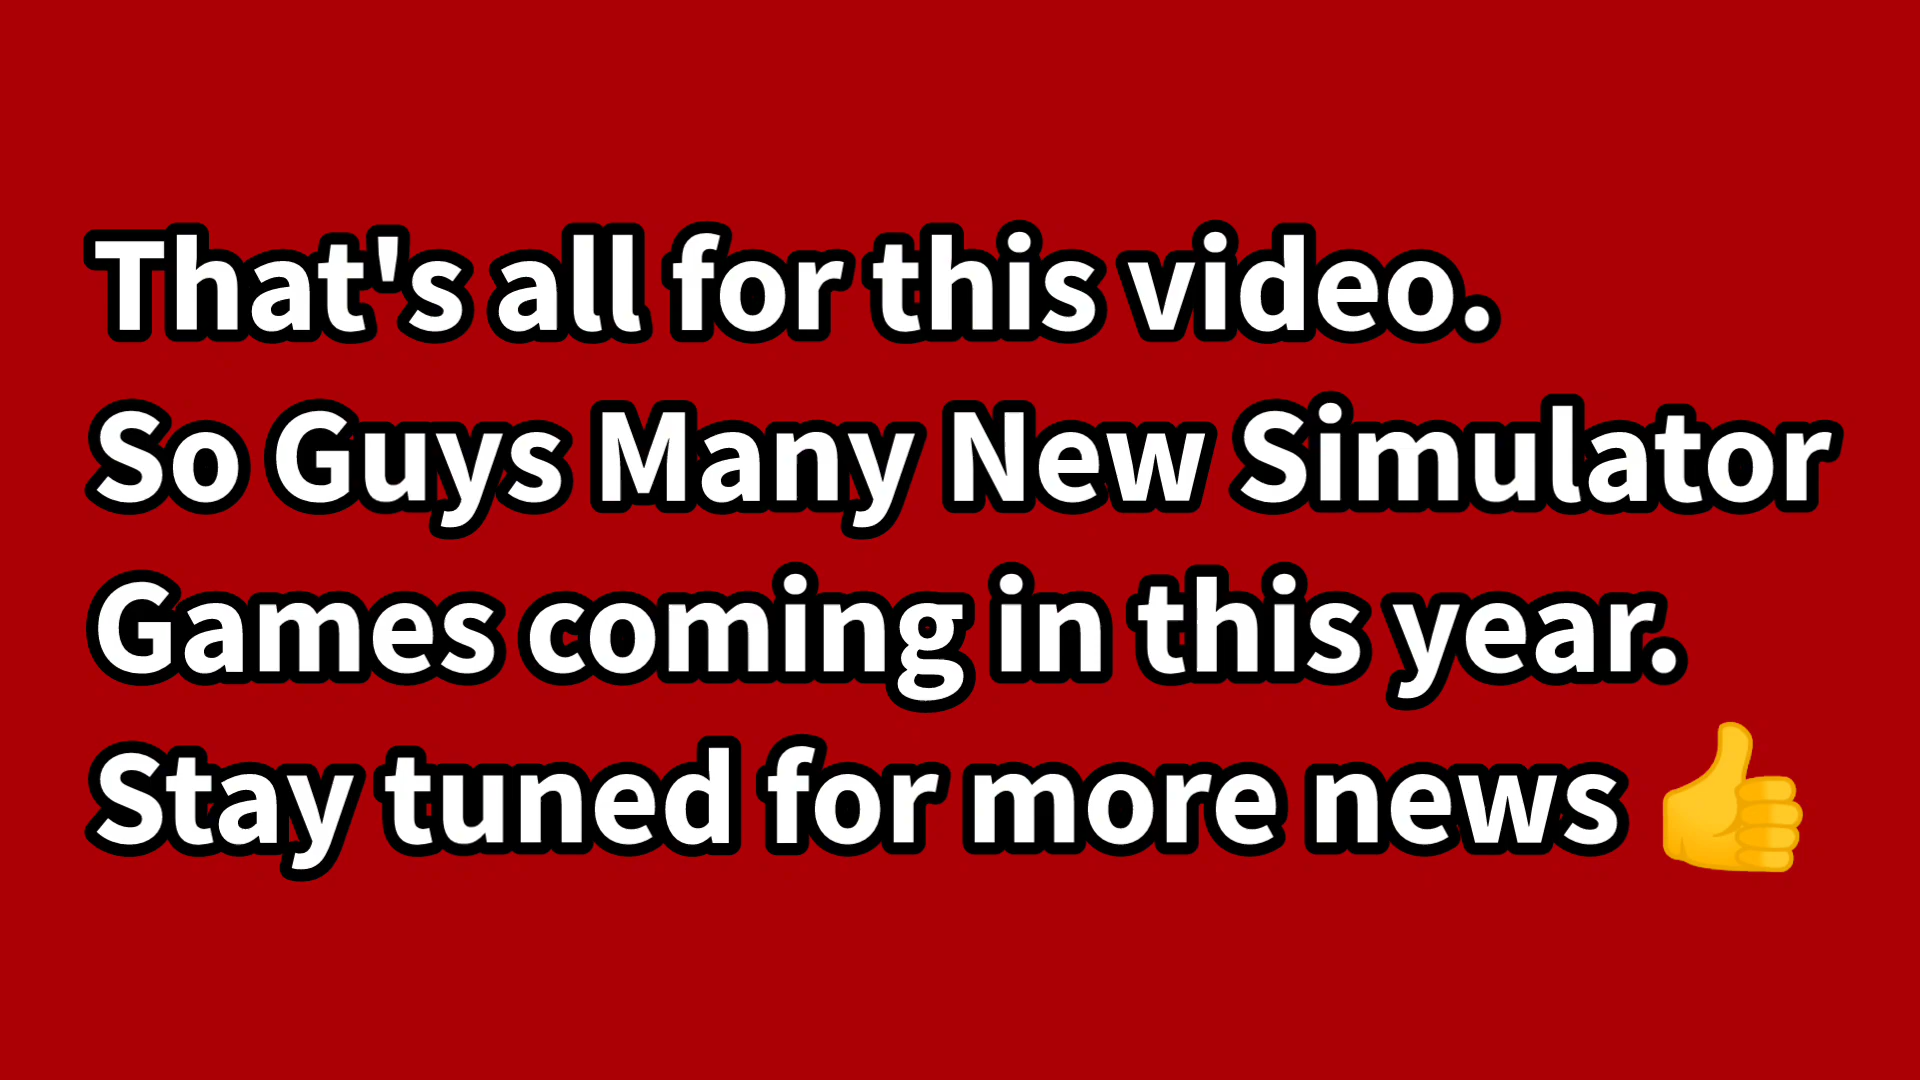 That's all for this video.
So Guys Many New Simulator
Games coming in this year.
Stay tuned for more news 👍